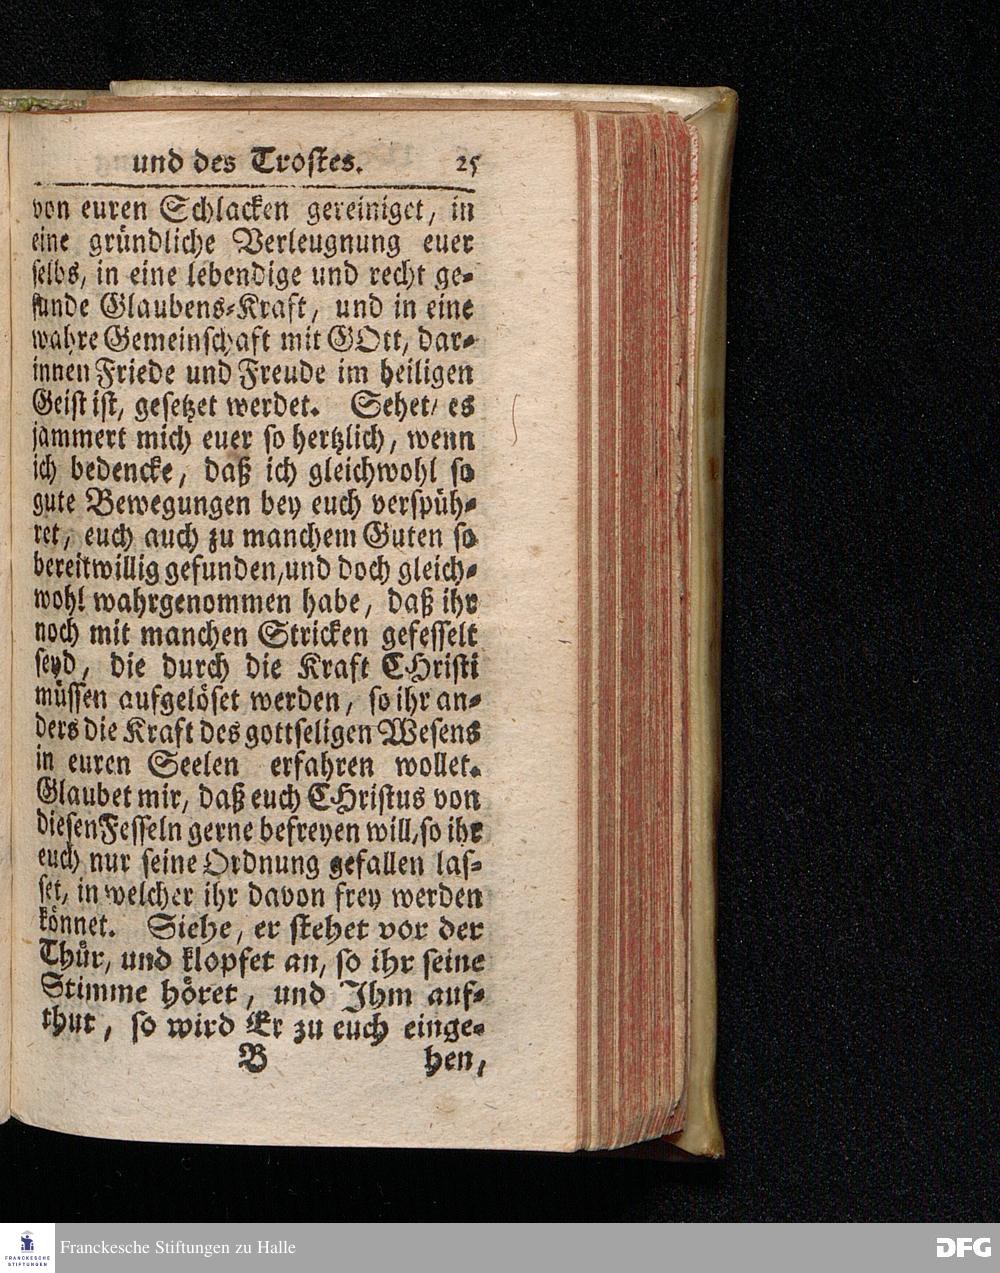 und des Trostes. 25
von euren Schlacken gereiniget, in
eine gründliche Verleugnung euer
selbs, in eine lebendige und recht ge-
sunde Glaubens-Kraft, und in eine
wahre Gemeinschaft mit GOtt, dar-
innen Friede und Freude im heiligen
Geist ist, gesetzet werdet. Sehet/ es
jammert mich euer so hertzlich, wenn
ich bedencke, daß ich gleichwohl so
gute Bewegungen bey euch verspüh-
ret, euch auch zu manchem Guten so
bereitwillig gefunden, und doch gleich-
wohl wahrgenommen habe, daß ihr
noch mit manchen Stricken gefesselt
seyd, die durch die Kraft CHristi
müssen aufgelöset werden, so ihr an-
ders die Kraft des gottseligen Wesens
in euren Seelen erfahren wollet.
Glaubet mir, daß euch CHristus von
diesen Fesseln gerne befreyen will, so ihr
euch nur seine Ordnung gefallen las-
set, in welcher ihr davon frey werden
könnet. Siehe, er stehet vor der
Thür, und klopfet an, so ihr seine
Stimme höret, und Ihm auf-
thut, so wird Er zu euch einge-
B hen,
FRANCKESCHE
STIFTUNGEN
Franckesche Stiftungen zu Halle
DFG